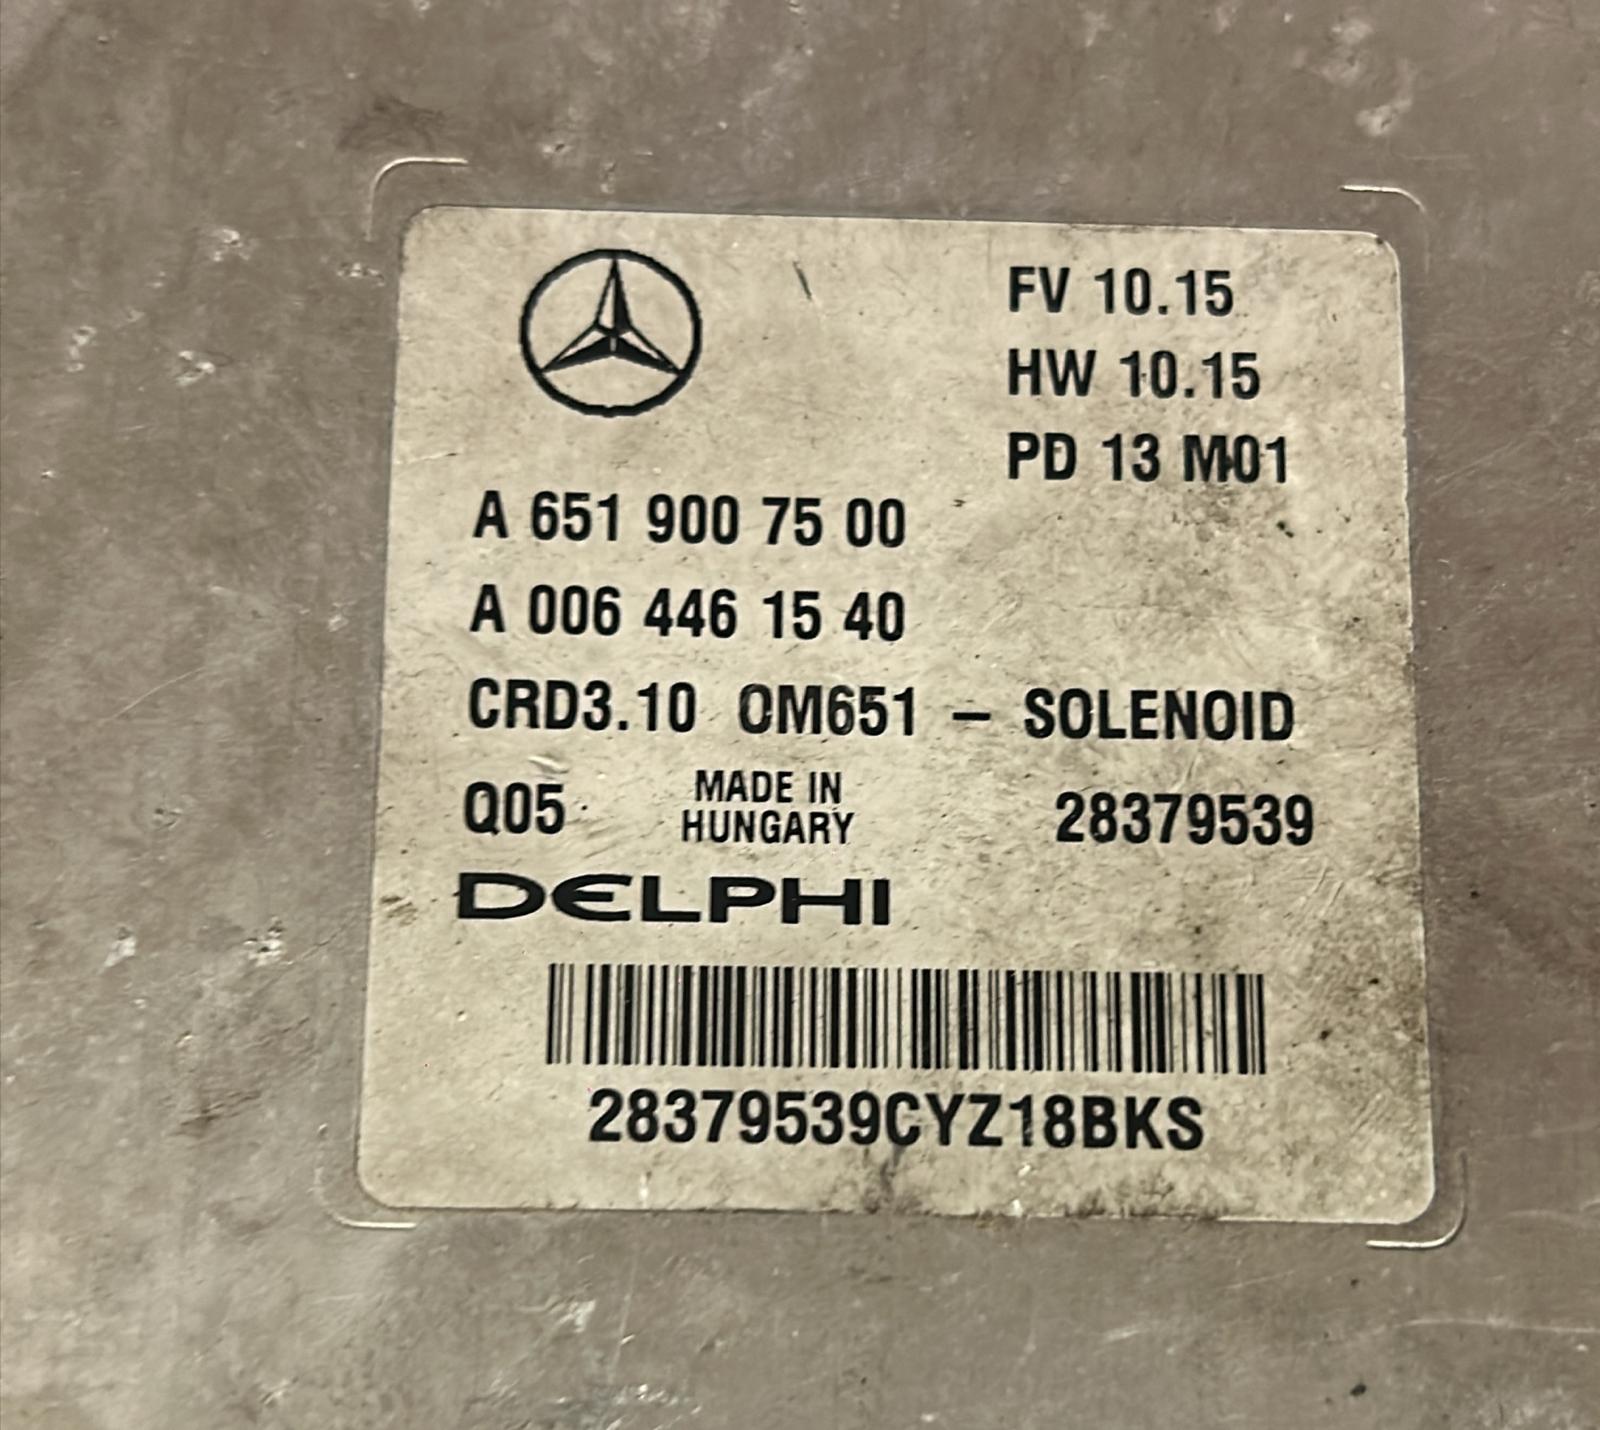 FV 10.15
HW 10.15
PD 13 M01
A 651 900 75 00
A 006 446 15 40
CRD3.10 OM651 – SOLENOID
Q05 MADE IN HUNGARY 28379539
DELPHI
28379539CYZ18BKS